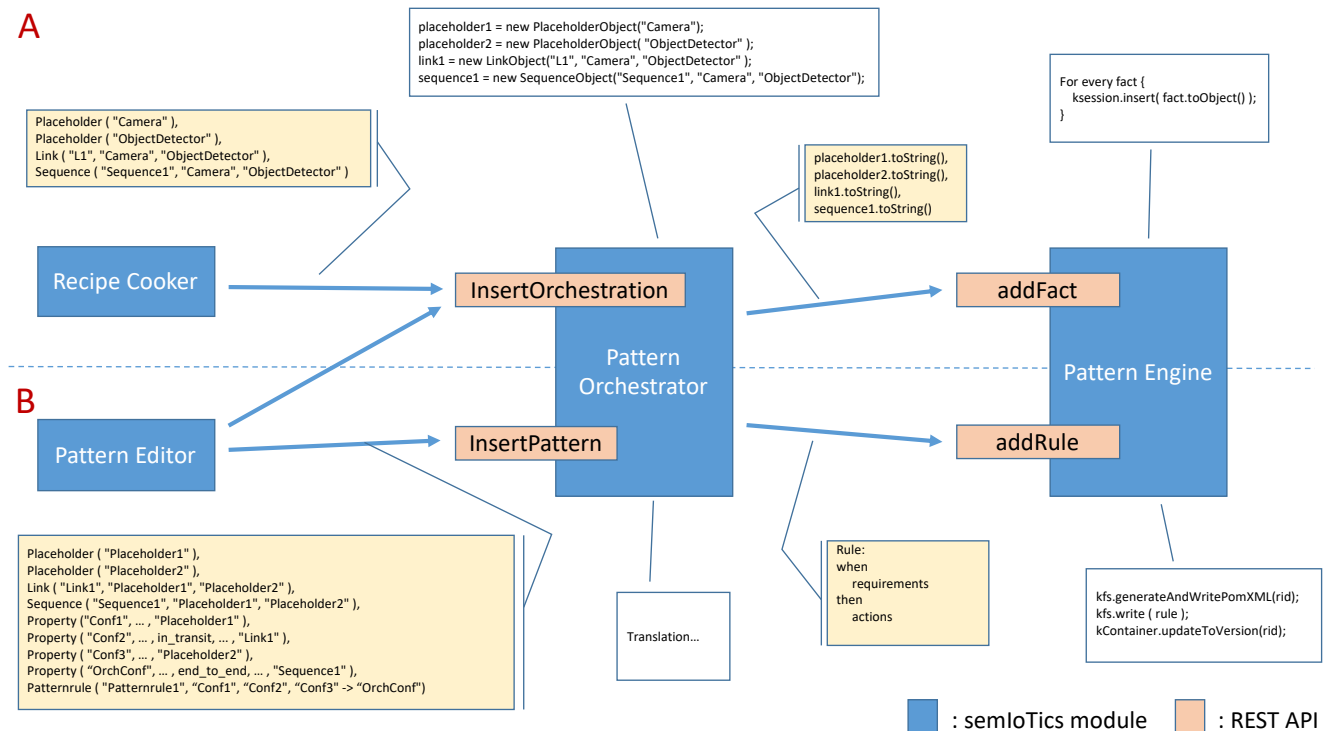 A
placeholder1 = new PlaceholderObject("Camera");
placeholder2 = new PlaceholderObject( "ObjectDetector" );
link1 = new LinkObject("L1", "Camera", "ObjectDetector" );
sequence1 = new SequenceObject("Sequence1", "Camera", "ObjectDetector");
For every fact {
ksession.insert( fact.toObject() );
}
Placeholder ( "Camera" ),
Placeholder ( "ObjectDetector" ),
Link ( "L1", "Camera", "ObjectDetector" ),
Sequence ( "Sequence1", "Camera", "ObjectDetector" )
placeholder1.toString(),
placeholder2.toString(),
link1.toString(),
sequence1.toString()
Recipe Cooker
InsertOrchestration
addFact
Pattern
Orchestrator
Pattern Engine
B
Pattern Editor
InsertPattern
addRule
Placeholder ( "Placeholder1" ),
Placeholder ( "Placeholder2" ),
Link ( "Link1", "Placeholder1", "Placeholder2" ),
Sequence ( "Sequence1", "Placeholder1", "Placeholder2" ),
Property ("Conf1", … , "Placeholder1" ),
Property ( "Conf2", … , in_transit, … , "Link1" ),
Property ( "Conf3", … , "Placeholder2" ),
Property ( “OrchConf", … , end_to_end, … , "Sequence1" ),
Patternrule ( "Patternrule1", “Conf1", “Conf2", “Conf3" -> “OrchConf")
Translation…
Rule:
when
requirements
then
actions
kfs.generateAndWritePomXML(rid);
kfs.write ( rule );
kContainer.updateToVersion(rid);
: semIoTics module
: REST API